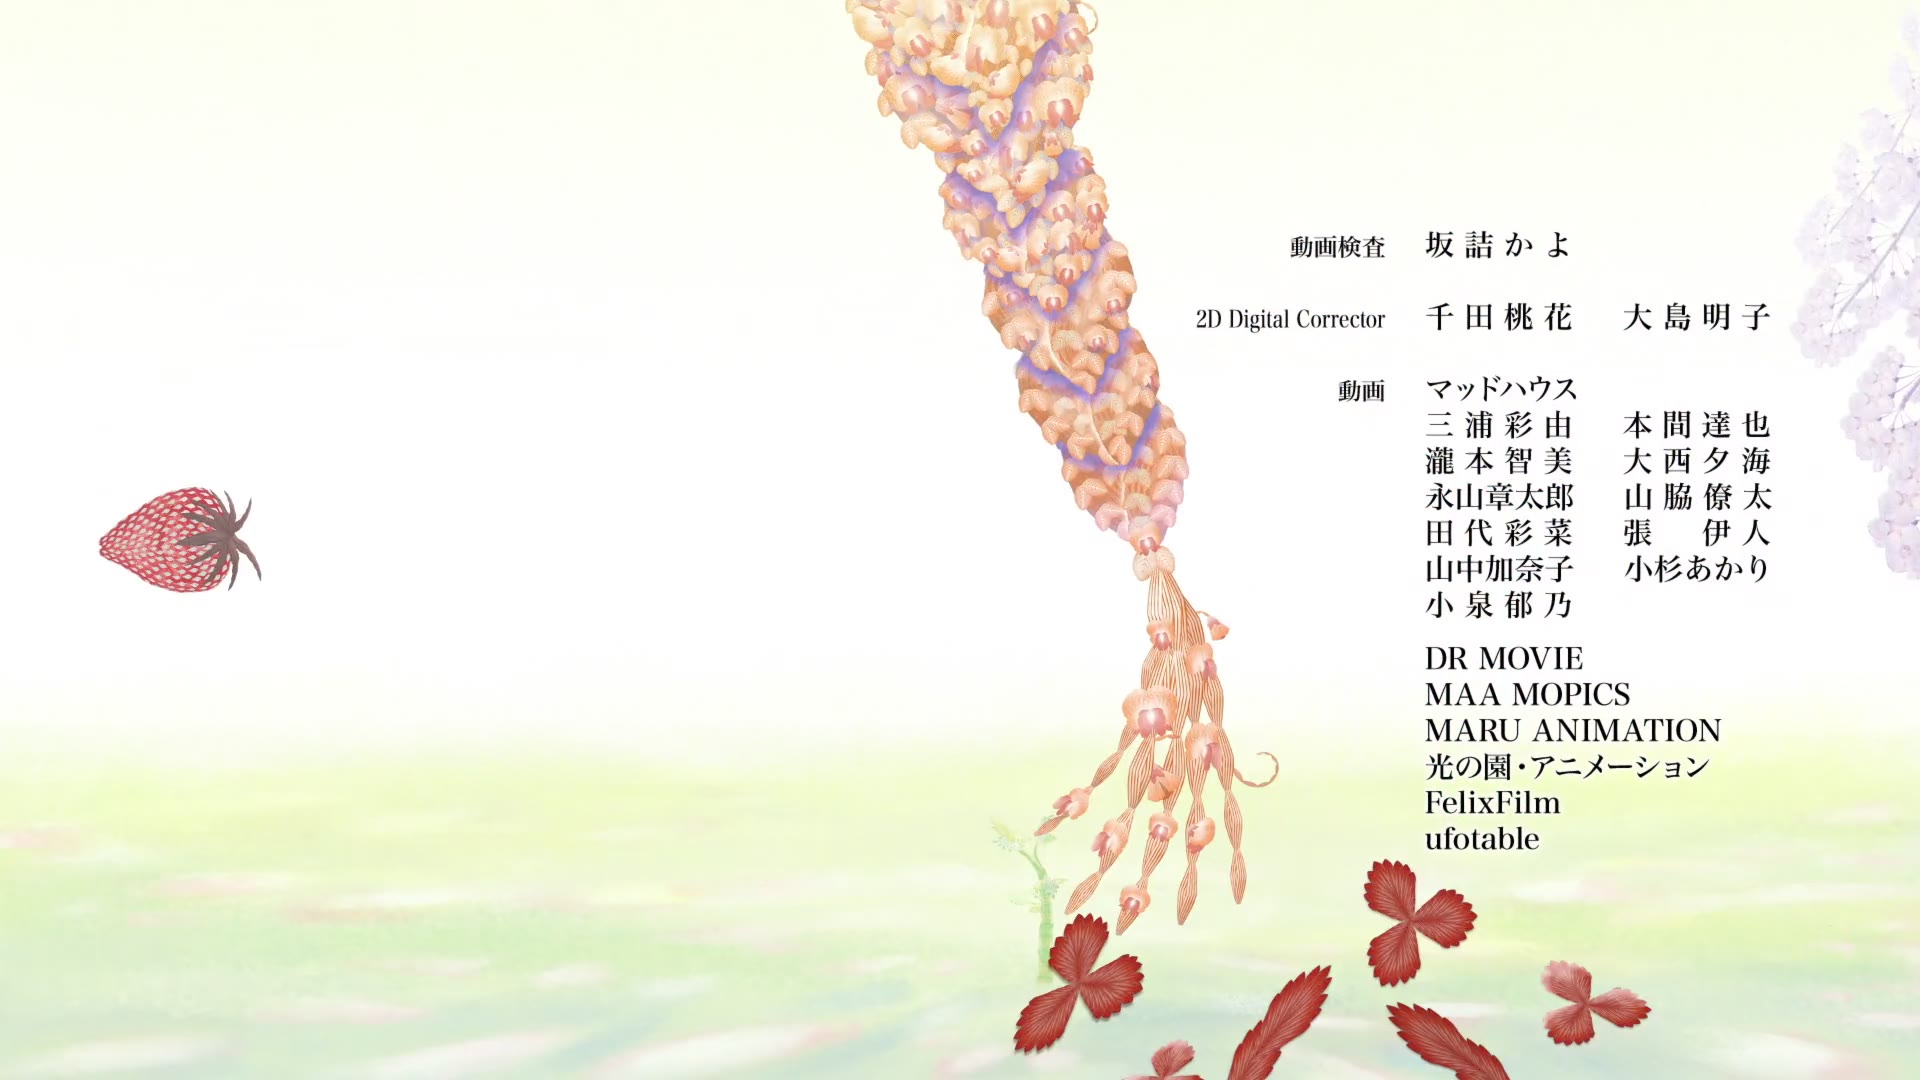 動画検査 坂詰かよ
2D Digital Corrector 千田桃花 大島明子
動画 マッドハウス
三浦彩由 本間達也
瀧本智美 大西夕海
永山章太郎 山脇僚太
田代彩菜 張 伊人
山中加奈子 小杉あかり
小泉郁乃
DR MOVIE
MAA MOPICS
MARU ANIMATION
光の園・アニメーション
FelixFilm
ufotable